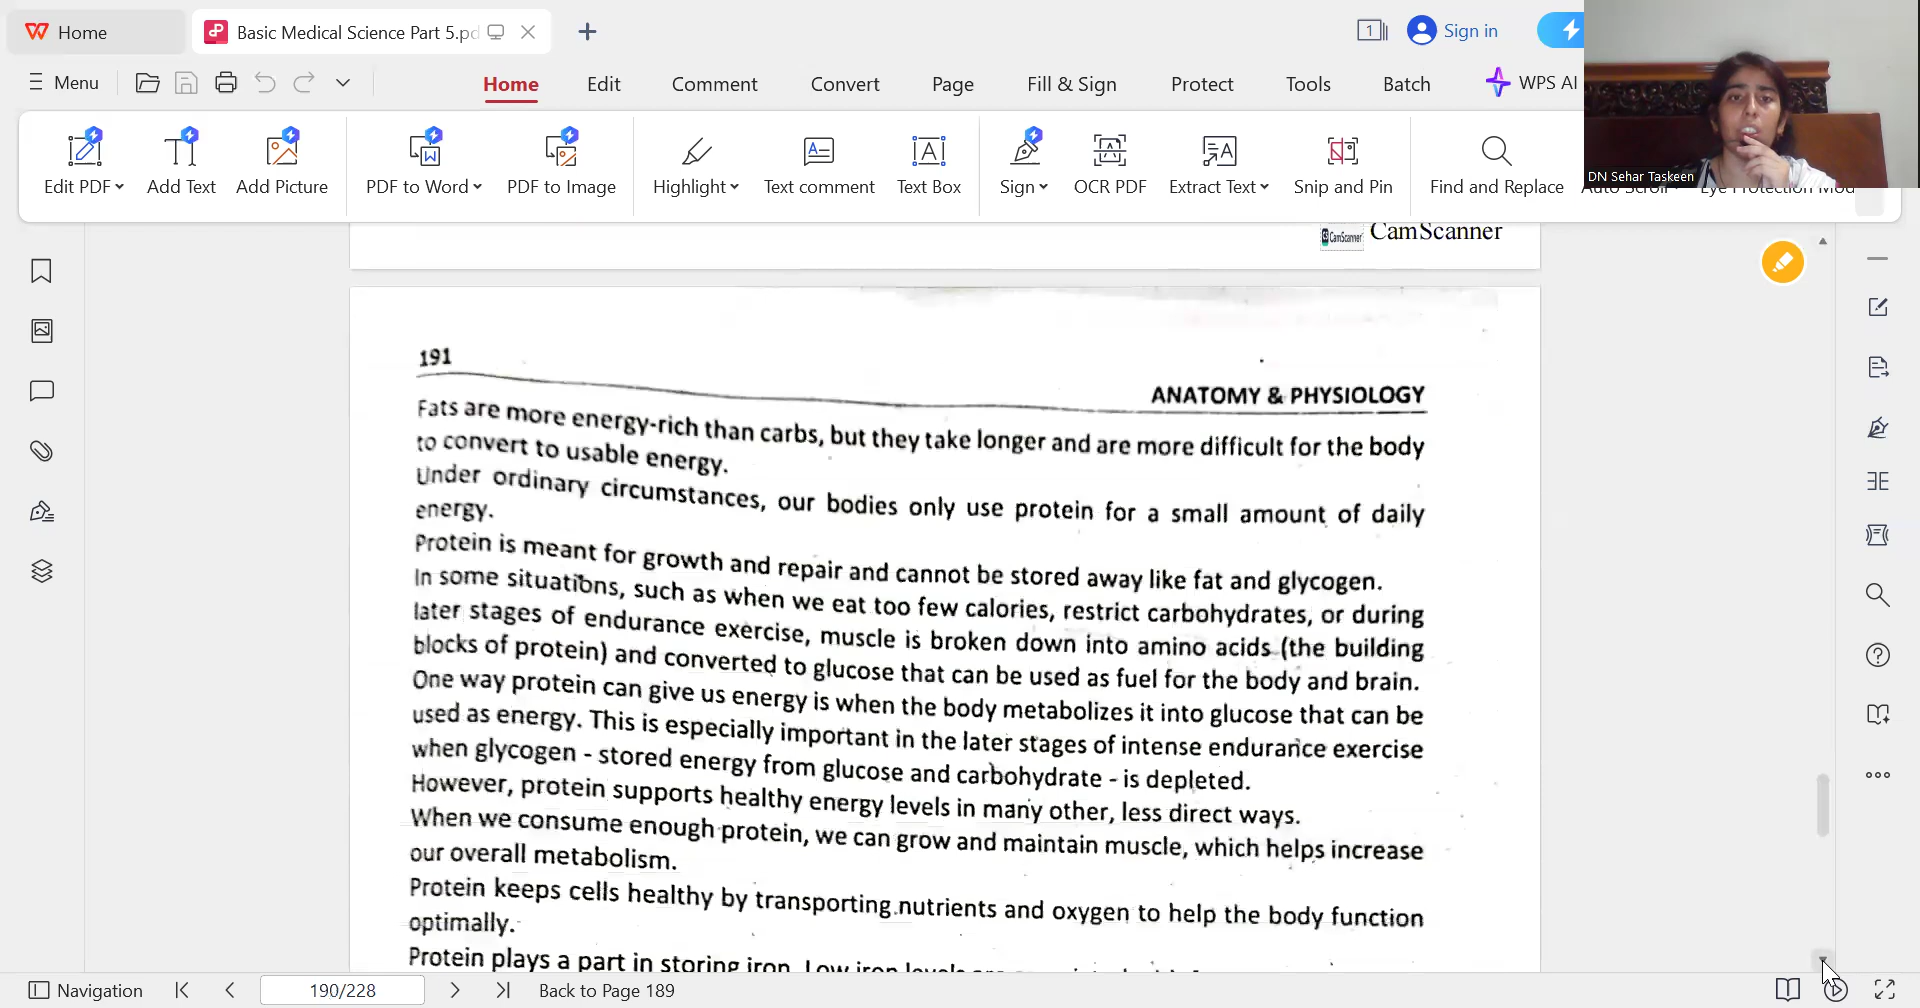 Home
Basic Medical Science Part 5.pd
Sign in
Menu
Home
Edit
Comment
Convert
Page
Fill & Sign
Protect
Tools
Batch
WPS AI
Edit PDF
Add Text
Add Picture
PDF to Word
PDF to Image
Highlight
Text comment
Text Box
Sign
OCR PDF
Extract Text
Snip and Pin
Find and Replace
Auto Scroll
Eye Protection Mod
DN Sehar Taskeen
CamScanner CamScanner
191
ANATOMY & PHYSIOLOGY
Fats are more energy-rich than carbs, but they take longer and are more difficult for the body
to convert to usable energy.
Under ordinary circumstances, our bodies only use protein for a small amount of daily
energy.
Protein is meant for growth and repair and cannot be stored away like fat and glycogen.
In some situations, such as when we eat too few calories, restrict carbohydrates, or during
later stages of endurance exercise, muscle is broken down into amino acids (the building
blocks of protein) and converted to glucose that can be used as fuel for the body and brain.
One way protein can give us energy is when the body metabolizes it into glucose that can be
used as energy. This is especially important in the later stages of intense endurance exercise
when glycogen - stored energy from glucose and carbohydrate - is depleted.
However, protein supports healthy energy levels in many other, less direct ways.
When we consume enough protein, we can grow and maintain muscle, which helps increase
our overall metabolism.
Protein keeps cells healthy by transporting nutrients and oxygen to help the body function
optimally.
Protein plays a part in storing iron. Low iron levels are
Navigation
190/228
Back to Page 189